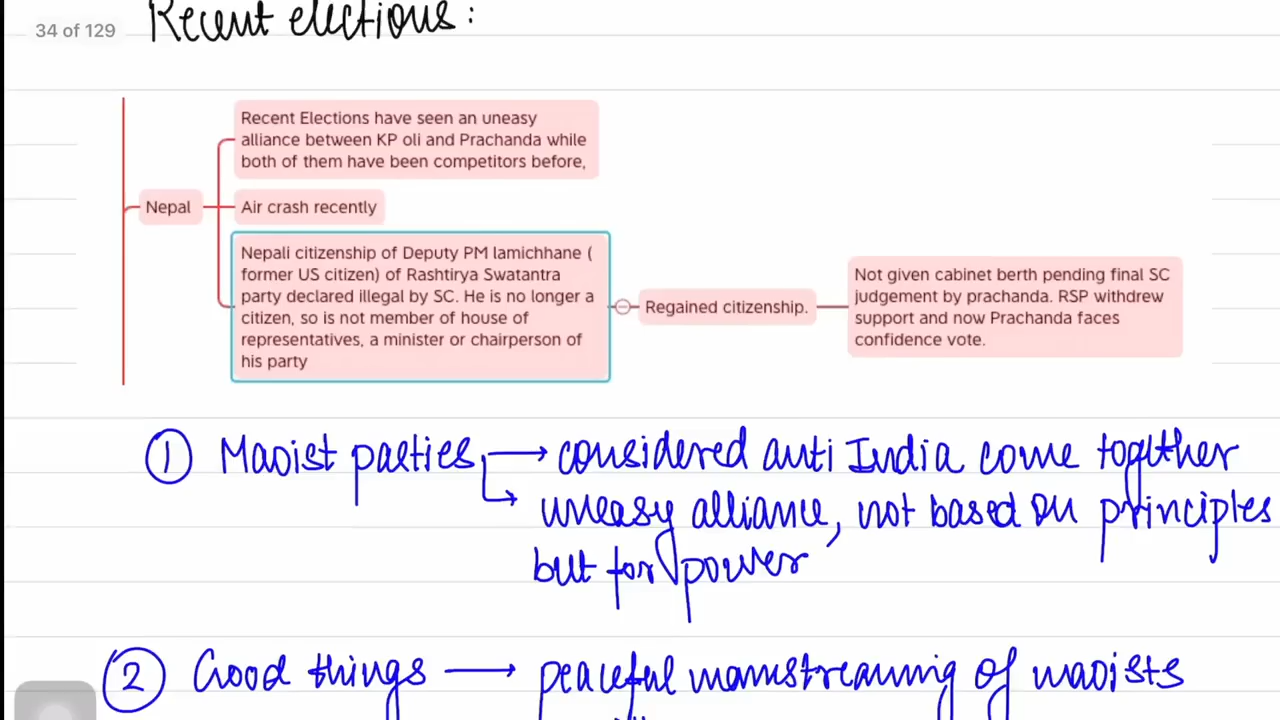 34 of 129
Recent elections:
Recent Elections have seen an uneasy
alliance between KP oli and Prachanda while
both of them have been competitors before,
Nepal
Air crash recently
Nepali citizenship of Deputy PM lamichhane (
former US citizen) of Rashtirya Swatantra
party declared illegal by SC. He is no longer a
citizen, so is not member of house of
representatives, a minister or chairperson of
his party
Regained citizenship.
Not given cabinet berth pending final SC
judgement by prachanda. RSP withdrew
support and now Prachanda faces
confidence vote.
1 Maoist parties → considered anti India come together
→ uneasy alliance, not based on principles
but for power
2 Good things → peaceful mainstreaming of maoists